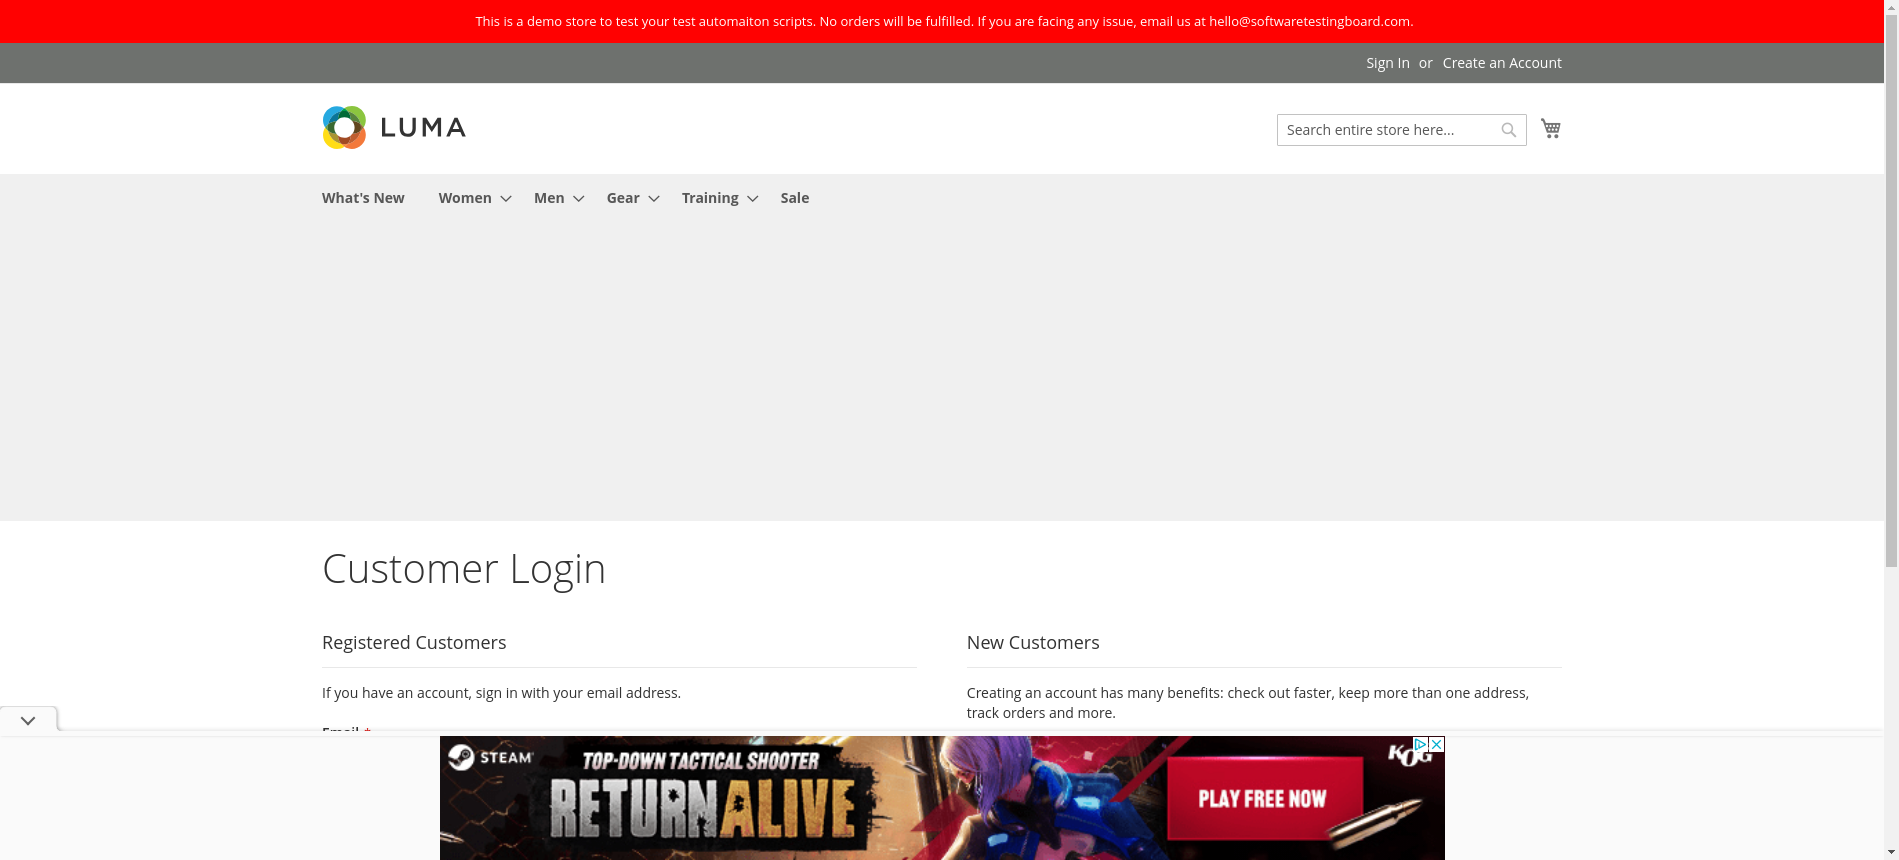 This is a demo store to test your test automaiton scripts. No orders will be fulfilled. If you are facing any issue, email us at hello@softwaretestingboard.com.
Sign In or Create an Account
LUMA
Search entire store here...
What's New Women Men Gear Training Sale
Customer Login
Registered Customers
If you have an account, sign in with your email address.
Email *
New Customers
Creating an account has many benefits: check out faster, keep more than one address,
track orders and more.
STEAM
TOP-DOWN TACTICAL SHOOTER
RETURN ALIVE
PLAY FREE NOW
KOG